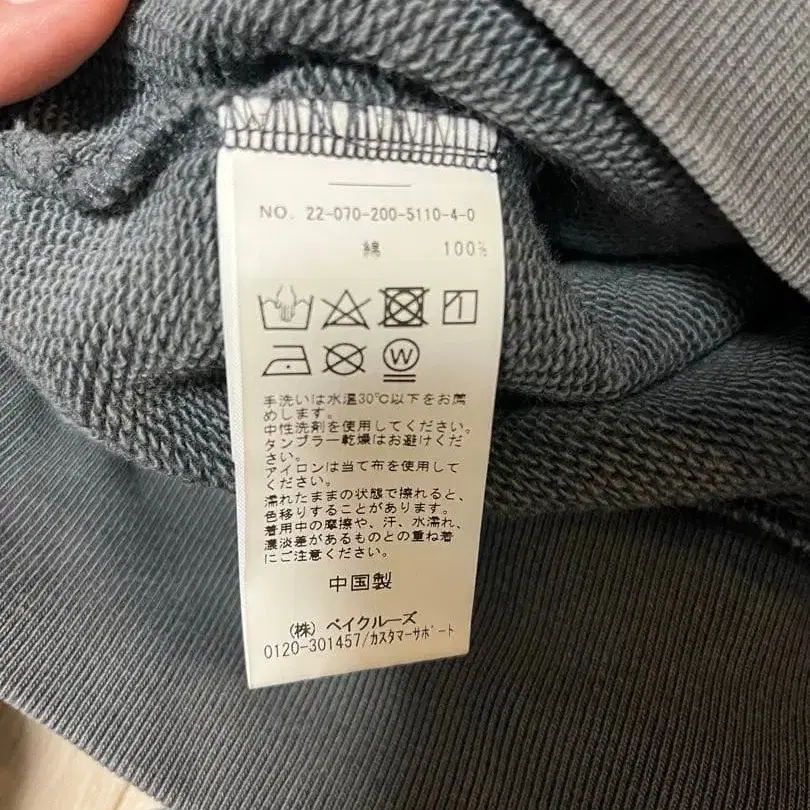 NO. 22-070-200-5110-4-0
綿 100%
W
手洗いは水温30℃以下をお薦
めします。
中性洗剤を使用してください。
タンブラー乾燥はお避けくだ
さい。
アイロンは当て布を使用して
ください。
濡れたままの状態で擦れると、
色移りすることがあります。
着用中の摩擦や、汗、水濡れ、
濃淡差があるものとの重ね着
にご注意ください。
中国製
(株) ベイクルーズ
0120-301457/カスタマーサポート